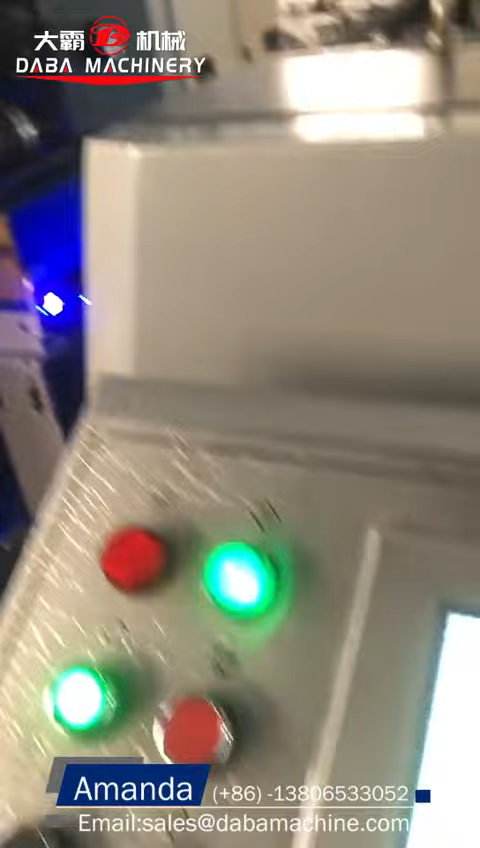 大霸 机械
DABA MACHINERY
Amanda (+86) -13806533052
Email:sales@dabamachine.com